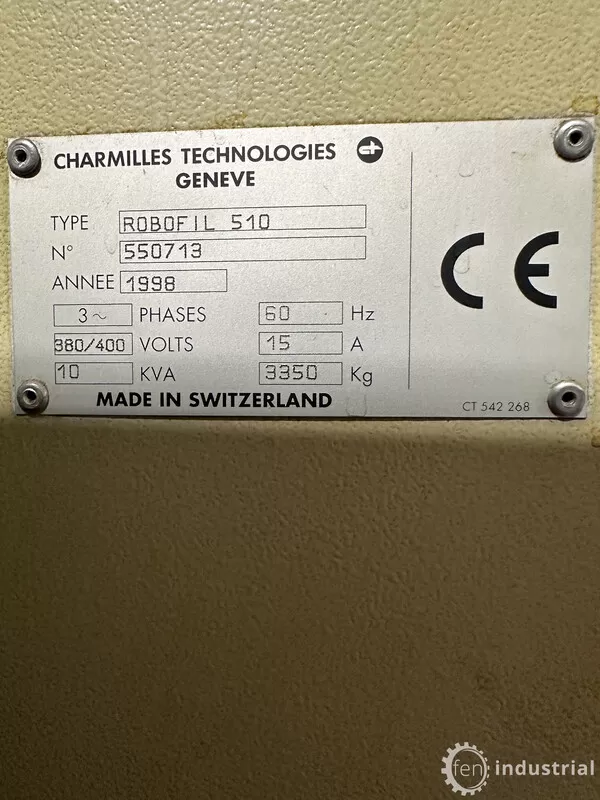 CHARMILLES TECHNOLOGIES
GENEVE
TYPE ROBOFIL 510
N° 550713
ANNEE 1998
3~ PHASES 60 Hz
380/400 VOLTS 15 A
10 KVA 3350 Kg
MADE IN SWITZERLAND
CE
CT 542 268
fen industrial